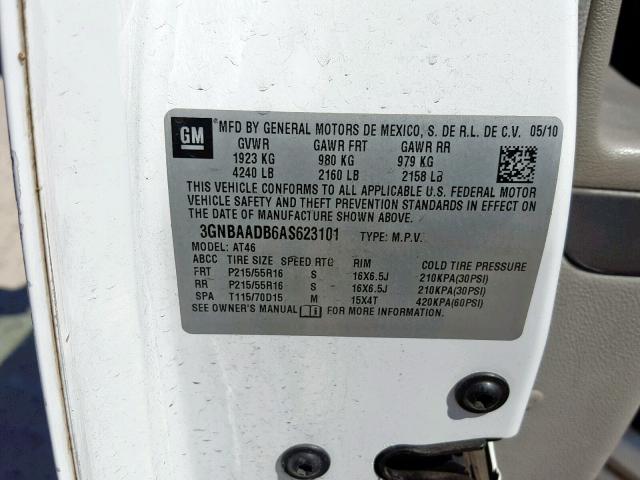 GM ® MFD BY GENERAL MOTORS DE MEXICO, S. DE R.L. DE C.V. 05/10
GVWR GAWR FRT GAWR RR
1923 KG 980 KG 979 KG
4240 LB 2160 LB 2158 LB
THIS VEHICLE CONFORMS TO ALL APPLICABLE U.S. FEDERAL MOTOR
VEHICLE SAFETY AND THEFT PREVENTION STANDARDS IN EFFECT ON
THE DATE OF MANUFACTURE SHOWN ABOVE.
3GNBAADB6AS623101 TYPE: M.P.V.
MODEL: AT46
ABCC TIRE SIZE SPEED RTG RIM COLD TIRE PRESSURE
FRT P215/55R16 S 16X6.5J 210KPA(30PSI)
RR P215/55R16 S 16X6.5J 210KPA(30PSI)
SPA T115/70D15 M 15X4T 420KPA(60PSI)
SEE OWNER'S MANUAL FOR MORE INFORMATION.